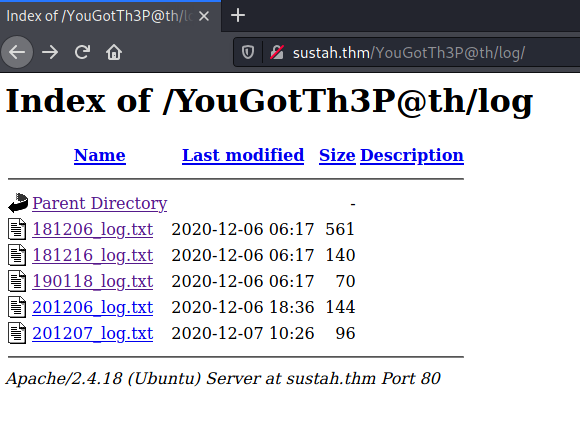 Index of /YouGotTh3P@th/lo
sustah.thm/YouGotTh3P@th/log/
Index of /YouGotTh3P@th/log
Name Last modified Size Description
Parent Directory -
181206_log.txt 2020-12-06 06:17 561
181216_log.txt 2020-12-06 06:17 140
190118_log.txt 2020-12-06 06:17 70
201206_log.txt 2020-12-06 18:36 144
201207_log.txt 2020-12-07 10:26 96
Apache/2.4.18 (Ubuntu) Server at sustah.thm Port 80